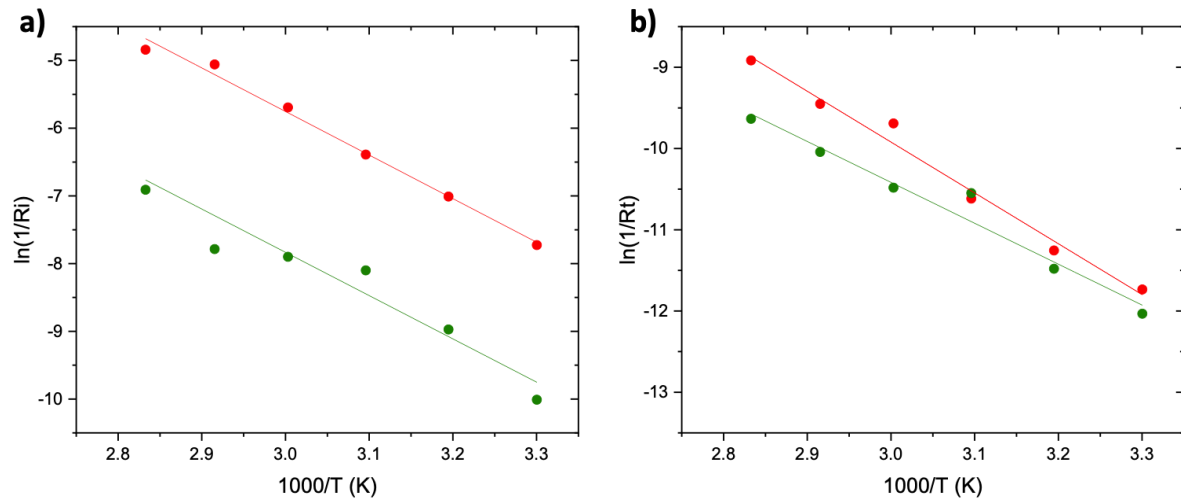 a)
-5
-6
-7
-8
-9
-10
ln(1/Ri)
2.8 2.9 3.0 3.1 3.2 3.3
1000/T (K)
b)
-9
-10
-11
-12
-13
ln(1/Rt)
2.8 2.9 3.0 3.1 3.2 3.3
1000/T (K)